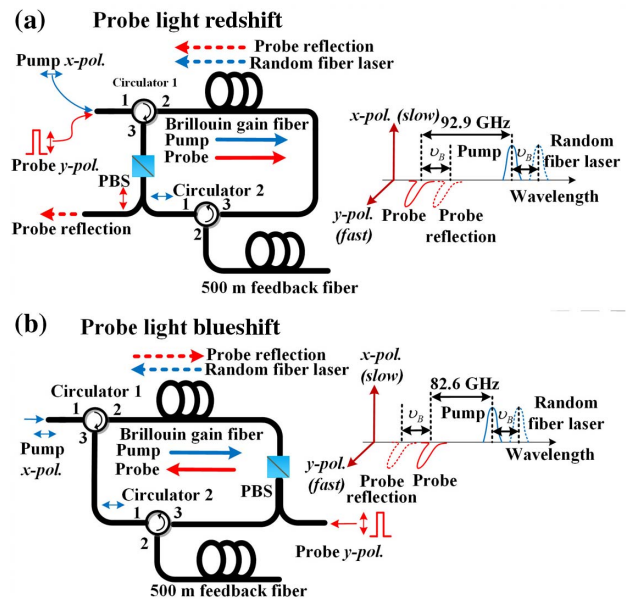 (a)
Probe light redshift
Probe reflection
Random fiber laser
Pump x-pol.
Circulator 1
1
2
3
Brillouin gain fiber
Pump
Probe
Probe y-pol.
PBS
Circulator 2
1
3
2
Probe reflection
500 m feedback fiber
x-pol. (slow)
92.9 GHz
υB
Pump
υB
Random
fiber laser
Wavelength
y-pol.
(fast)
Probe
Probe
reflection
(b)
Probe light blueshift
Probe reflection
Random fiber laser
Circulator 1
1
2
3
Pump
x-pol.
Brillouin gain fiber
Pump
Probe
PBS
Circulator 2
1
3
2
Probe y-pol.
500 m feedback fiber
x-pol.
(slow)
82.6 GHz
υB
Pump
υB
Random
fiber laser
Wavelength
y-pol.
(fast)
Probe
reflection
Probe